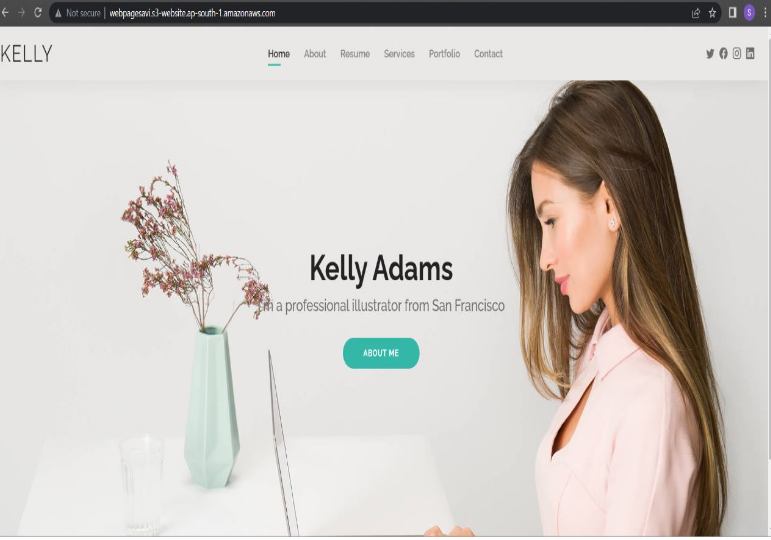 Not secure | webpagesavi.s3-website.ap-south-1.amazonaws.com
S
KELLY
Home About Resume Services Portfolio Contact
Kelly Adams
I'm a professional illustrator from San Francisco
ABOUT ME